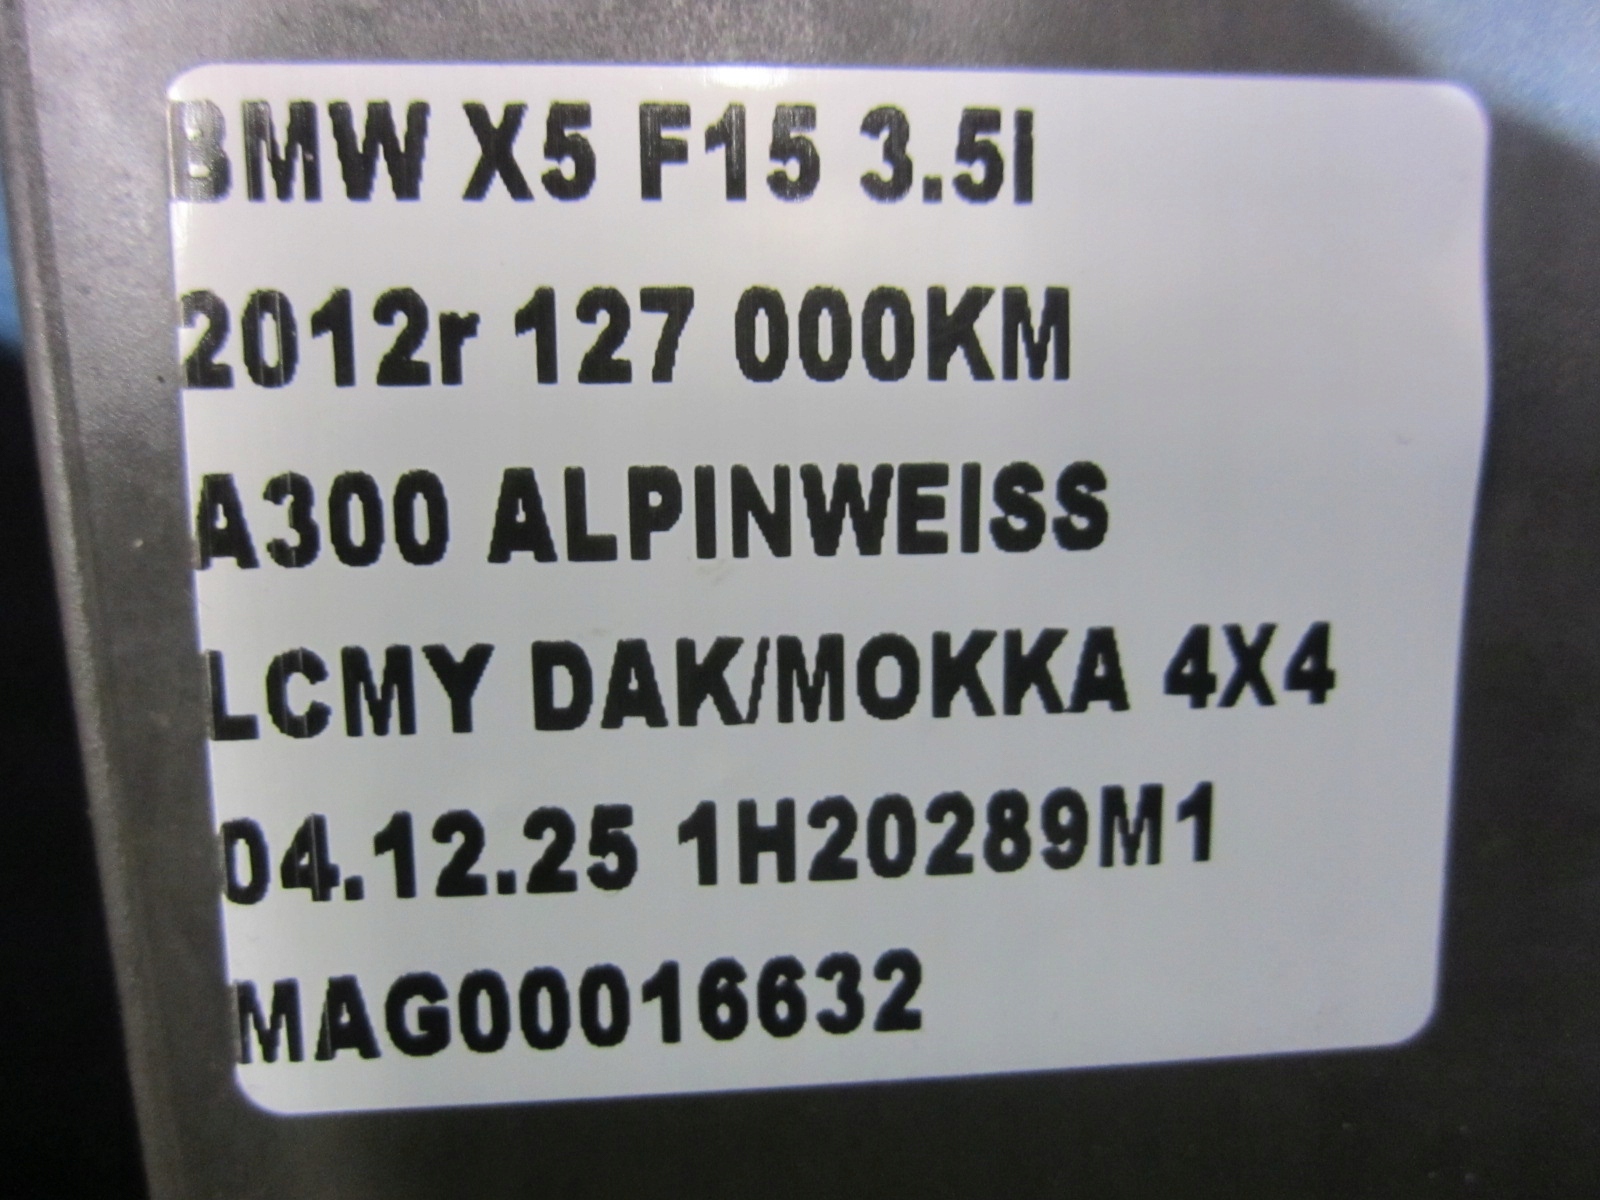 BMW X5 F15 3.5I
2012r 127 000KM
A300 ALPINWEISS
LCMY DAK/MOKKA 4X4
04.12.25 1H20289M1
MAG00016632